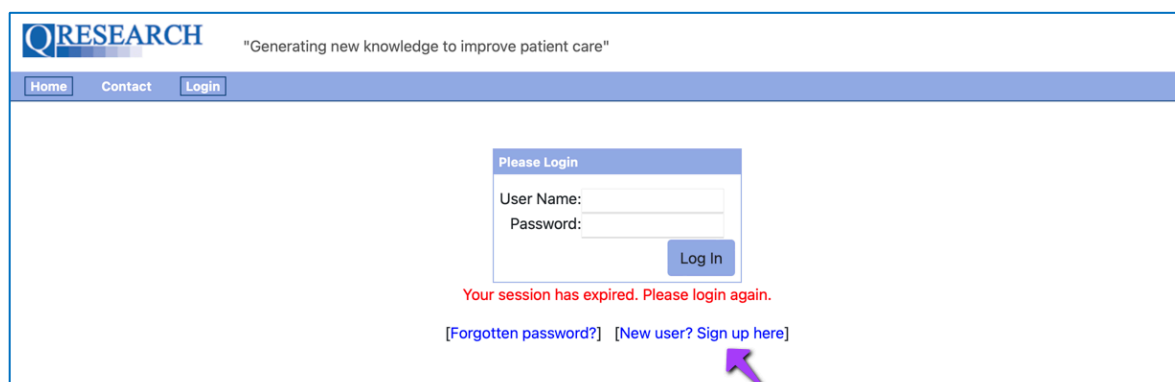 QRESEARCH
"Generating new knowledge to improve patient care"
Home Contact Login
Please Login
User Name:
Password:
Log In
Your session has expired. Please login again.
[Forgotten password?] [New user? Sign up here]